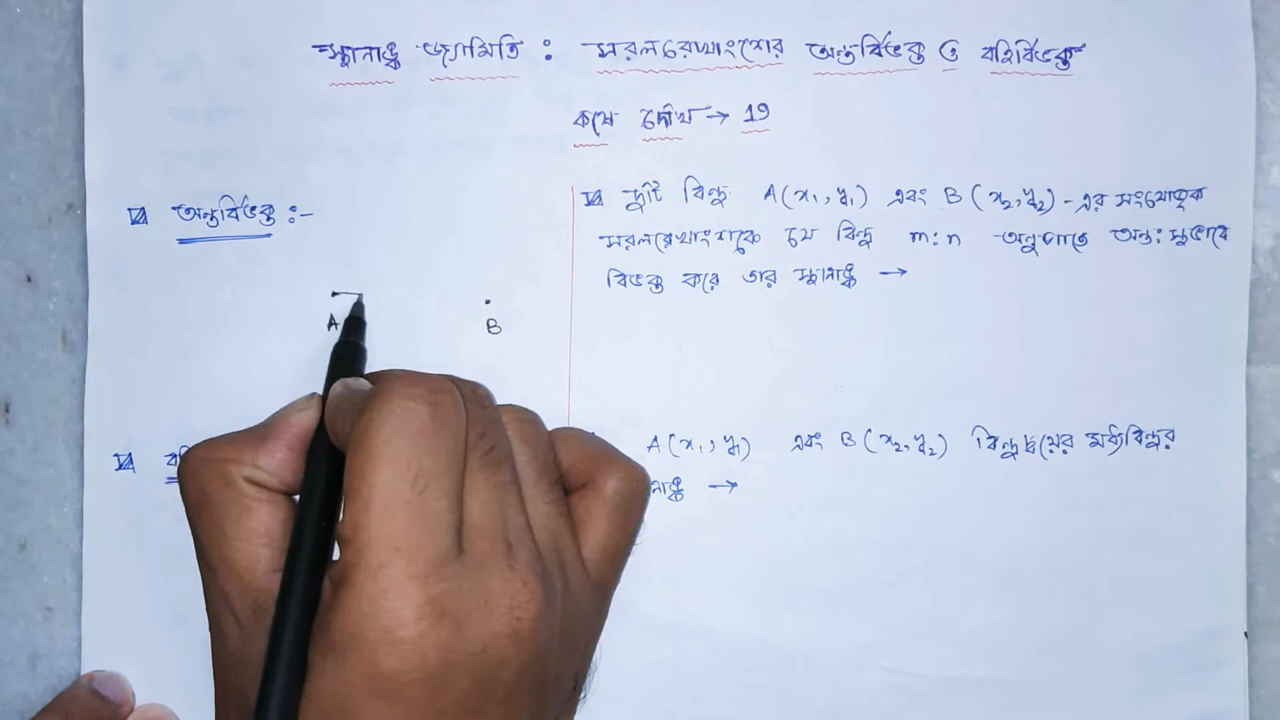 স্থানাঙ্ক জ্যামিতি : সরলরেখাংশের অন্তর্বিভক্ত ও বহির্বিভক্ত
কষে দেখি → 19
অন্তর্বিভক্ত :-
A B
দুটি বিন্দু A(x₁, y₁) এবং B(x₂, y₂) -এর সংযোজক
সরলরেখাংশকে যে বিন্দু m:n অনুপাতে অন্তঃস্থভাবে
বিভক্ত করে তার স্থানাঙ্ক →
A(x₁, y₁) এবং B(x₂, y₂) বিন্দুদ্বয়ের মধ্যবিন্দুর
→